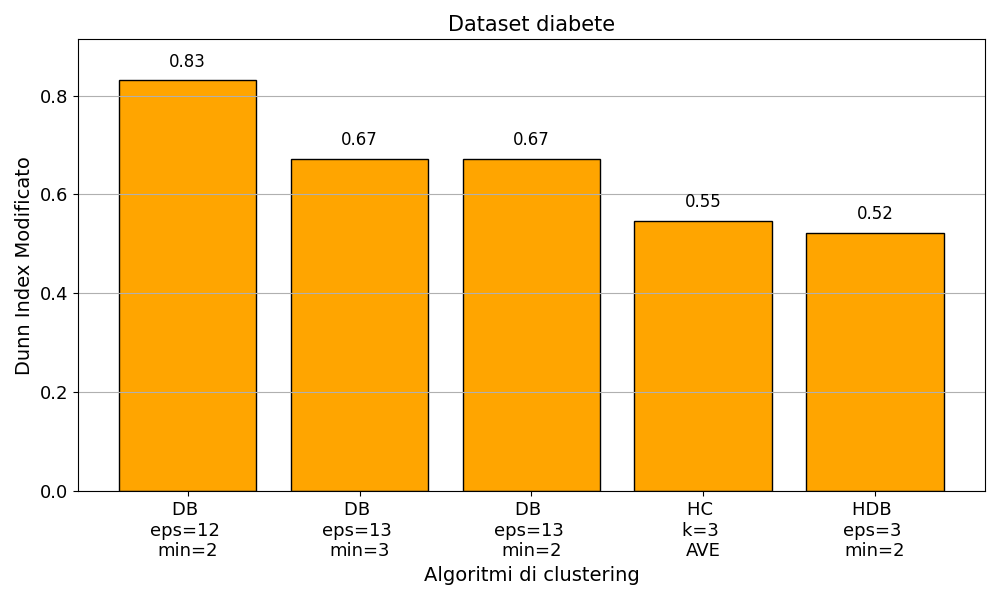 Dataset diabete
Dunn Index Modificato
0.8
0.6
0.4
0.2
0.0
0.83
0.67
0.67
0.55
0.52
DB
eps=12
min=2
DB
eps=13
min=3
DB
eps=13
min=2
HC
k=3
AVE
HDB
eps=3
min=2
Algoritmi di clustering